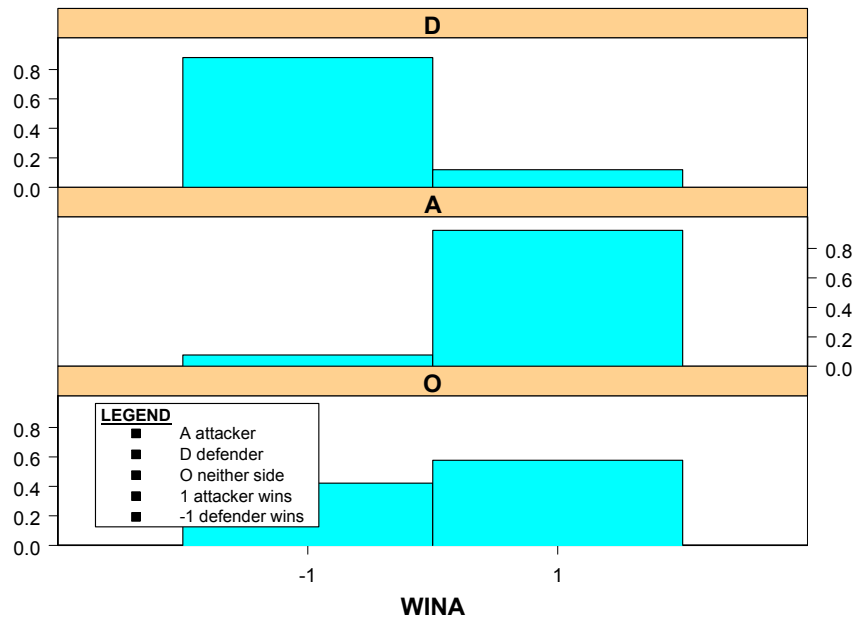 D
0.8
0.6
0.4
0.2
0.0
A
0.8
0.6
0.4
0.2
0.0
O
0.8
0.6
0.4
0.2
0.0
LEGEND
A attacker
D defender
O neither side
1 attacker wins
-1 defender wins
-1 1
WINA